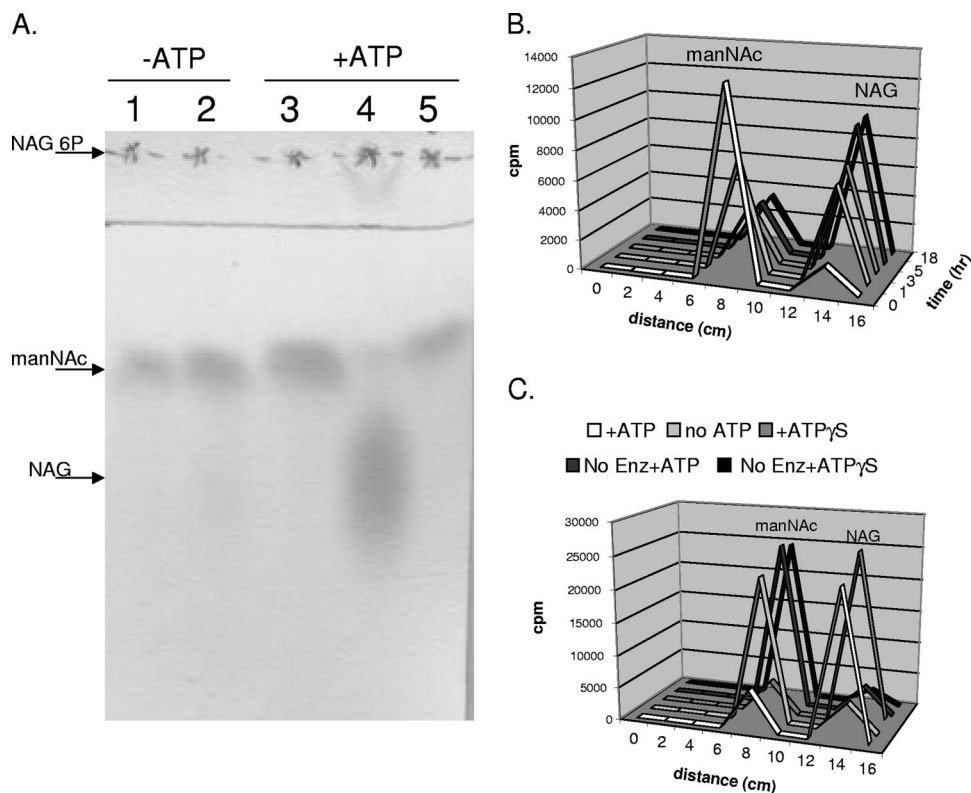 A.
-ATP +ATP
1 2 3 4 5
NAG 6P
manNAc
NAG
B.
manNAc
NAG
14000
12000
10000
8000
6000
4000
2000
0
cpm
0 2 4 6 8 10 12 14 16
distance (cm)
0 1 3 5 18
time (hr)
C.
+ATP no ATP +ATPγS
No Enz+ATP No Enz+ATPγS
manNAc
NAG
30000
25000
20000
15000
10000
5000
0
cpm
0 2 4 6 8 10 12 14 16
distance (cm)